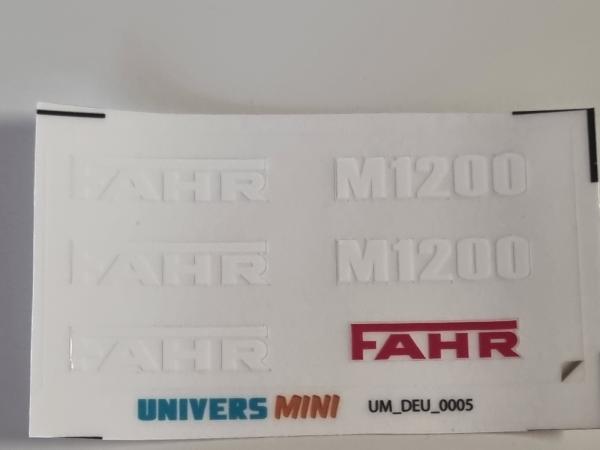 FAHR M1200
FAHR M1200
FAHR FAHR
UNIVERS MINI UM_DEU_0005